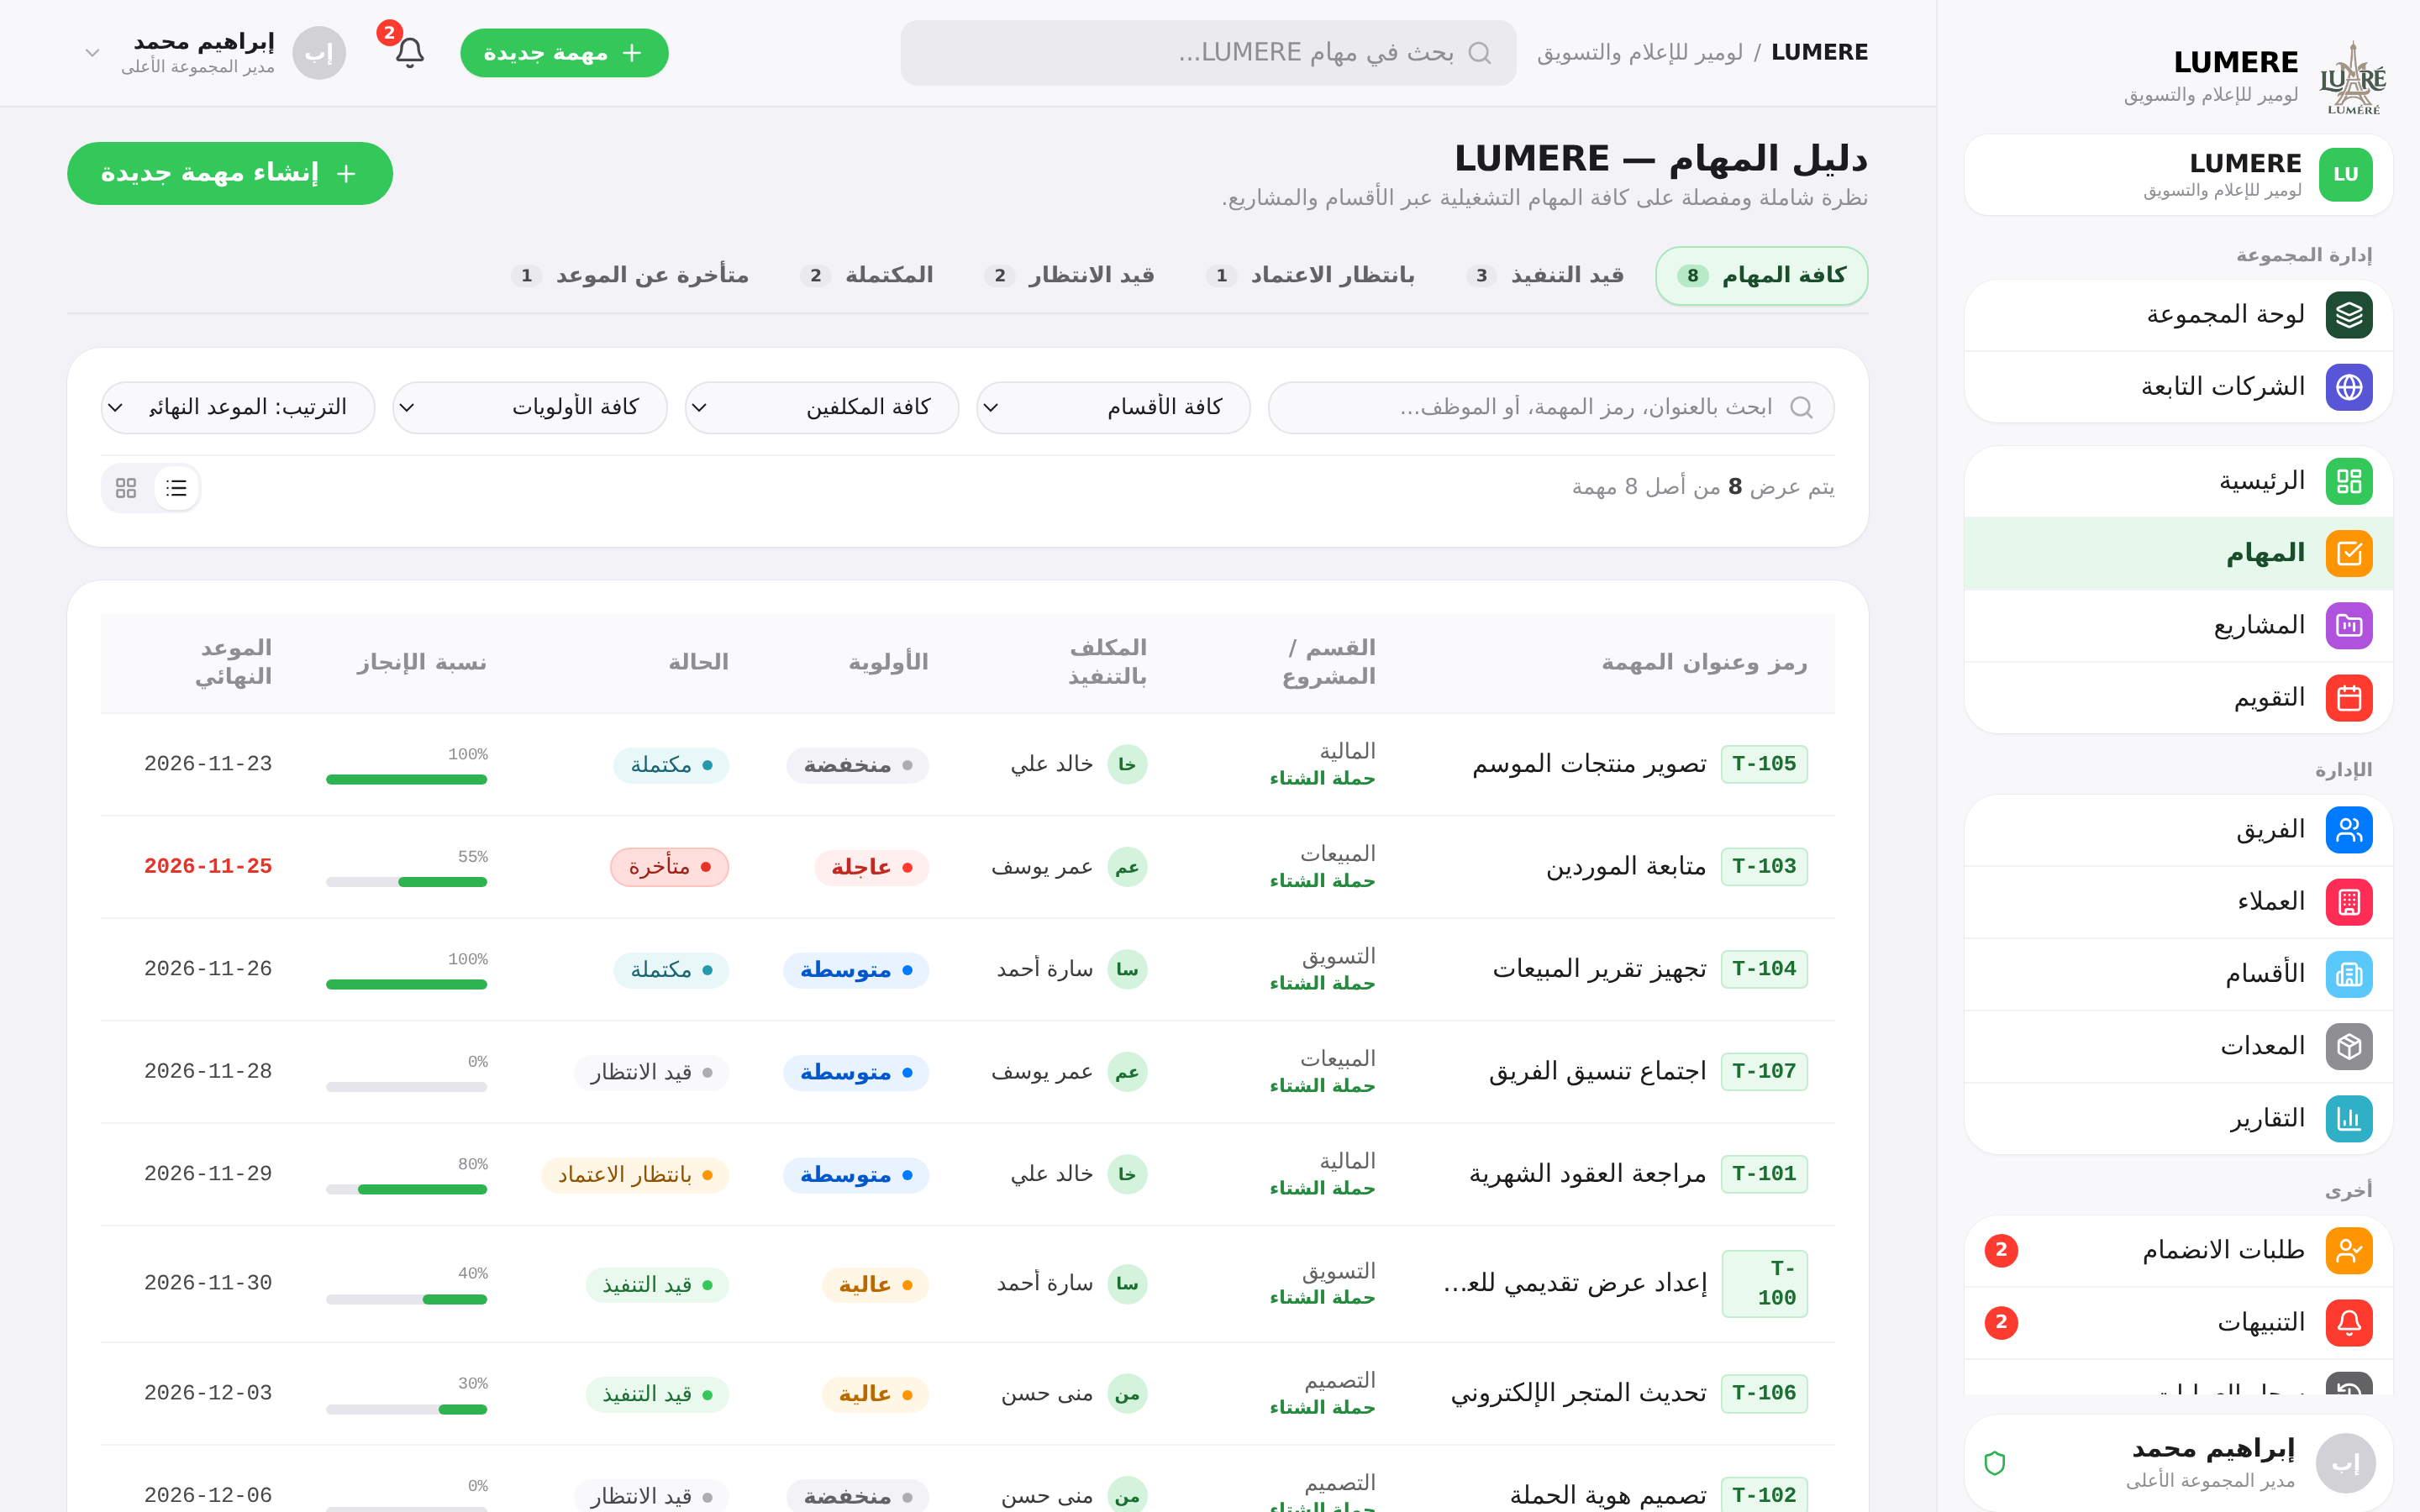 LUMERE
لومير للإعلام والتسويق
LUMÉRÉ
LU
LUMERE
لومير للإعلام والتسويق
إدارة المجموعة
لوحة المجموعة
الشركات التابعة
الرئيسية
المهام
المشاريع
التقويم
الإدارة
الفريق
العملاء
الأقسام
المعدات
التقارير
أخرى
طلبات الانضمام 2
التنبيهات 2
إب
إبراهيم محمد
مدير المجموعة الأعلى
LUMERE / لومير للإعلام والتسويق
بحث في مهام LUMERE...
مهمة جديدة
2
إب
إبراهيم محمد
مدير المجموعة الأعلى
دليل المهام — LUMERE
نظرة شاملة ومفصلة على كافة المهام التشغيلية عبر الأقسام والمشاريع.
إنشاء مهمة جديدة
كافة المهام 8 قيد التنفيذ 3 بانتظار الاعتماد 1 قيد الانتظار 2 المكتملة 2 متأخرة عن الموعد 1
ابحث بالعنوان، رمز المهمة، أو الموظف... كافة الأقسام كافة المكلفين كافة الأولويات الترتيب: الموعد النهائي
يتم عرض 8 من أصل 8 مهمة
رمز وعنوان المهمة القسم / المشروع المكلف بالتنفيذ الأولوية الحالة نسبة الإنجاز الموعد النهائي
T-105 تصوير منتجات الموسم المالية حملة الشتاء خا خالد علي منخفضة مكتملة 100% 2026-11-23
T-103 متابعة الموردين المبيعات حملة الشتاء عم عمر يوسف عاجلة متأخرة 55% 2026-11-25
T-104 تجهيز تقرير المبيعات التسويق حملة الشتاء سا سارة أحمد متوسطة مكتملة 100% 2026-11-26
T-107 اجتماع تنسيق الفريق المبيعات حملة الشتاء عم عمر يوسف متوسطة قيد الانتظار 0% 2026-11-28
T-101 مراجعة العقود الشهرية المالية حملة الشتاء خا خالد علي متوسطة بانتظار الاعتماد 80% 2026-11-29
T-100 إعداد عرض تقديمي للعـ... التسويق حملة الشتاء سا سارة أحمد عالية قيد التنفيذ 40% 2026-11-30
T-106 تحديث المتجر الإلكتروني التصميم حملة الشتاء من منى حسن عالية قيد التنفيذ 30% 2026-12-03
T-102 تصميم هوية الحملة التصميم حملة الشتاء من منى حسن منخفضة قيد الانتظار 0% 2026-12-06